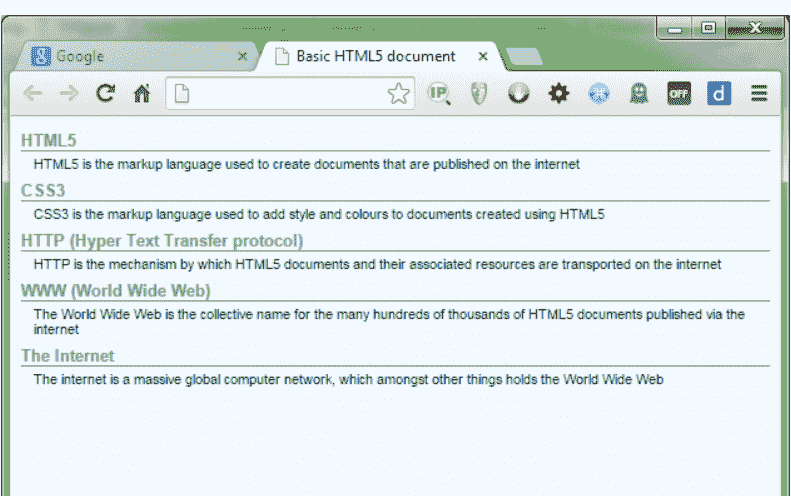 Google
Basic HTML5 document
IP
OFF
d
HTML5
HTML5 is the markup language used to create documents that are published on the internet
CSS3
CSS3 is the markup language used to add style and colours to documents created using HTML5
HTTP (Hyper Text Transfer protocol)
HTTP is the mechanism by which HTML5 documents and their associated resources are transported on the internet
WWW (World Wide Web)
The World Wide Web is the collective name for the many hundreds of thousands of HTML5 documents published via the
internet
The Internet
The internet is a massive global computer network, which amongst other things holds the World Wide Web